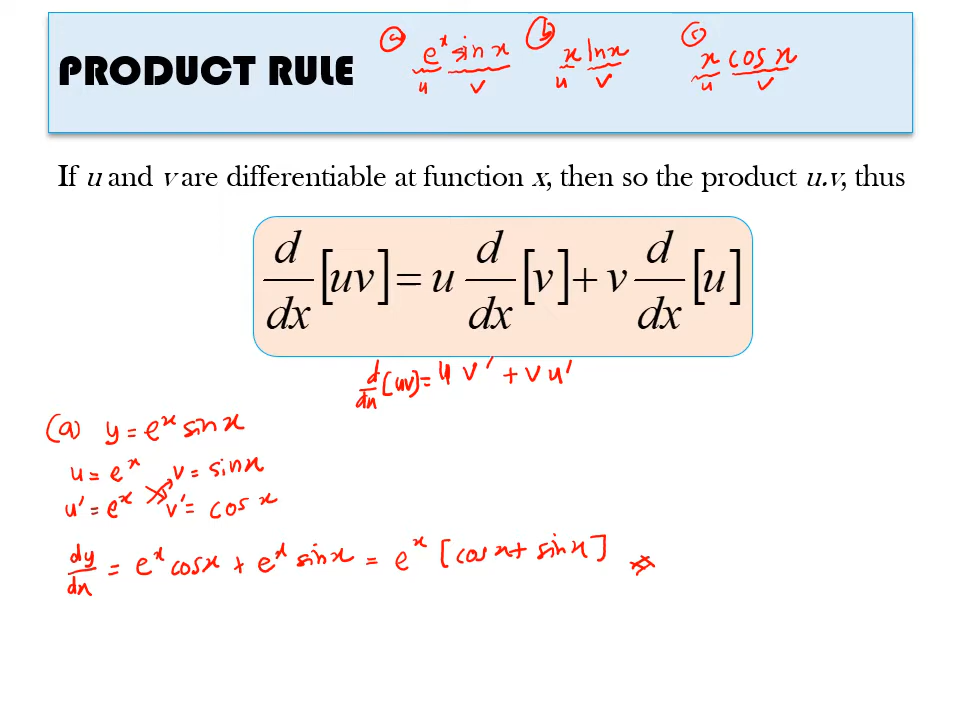 PRODUCT RULE
(a) e^x sin x (b) x ln x (c) x cos x
u v u v u v
If u and v are differentiable at function x, then so the product u.v, thus
d/dx [uv] = u d/dx [v] + v d/dx [u]
d/dx [uv] = u v' + v u'
(a) y = e^x sin x
u = e^x v = sin x
u' = e^x v' = cos x
dy/dx = e^x cos x + e^x sin x = e^x [cos x + sin x]